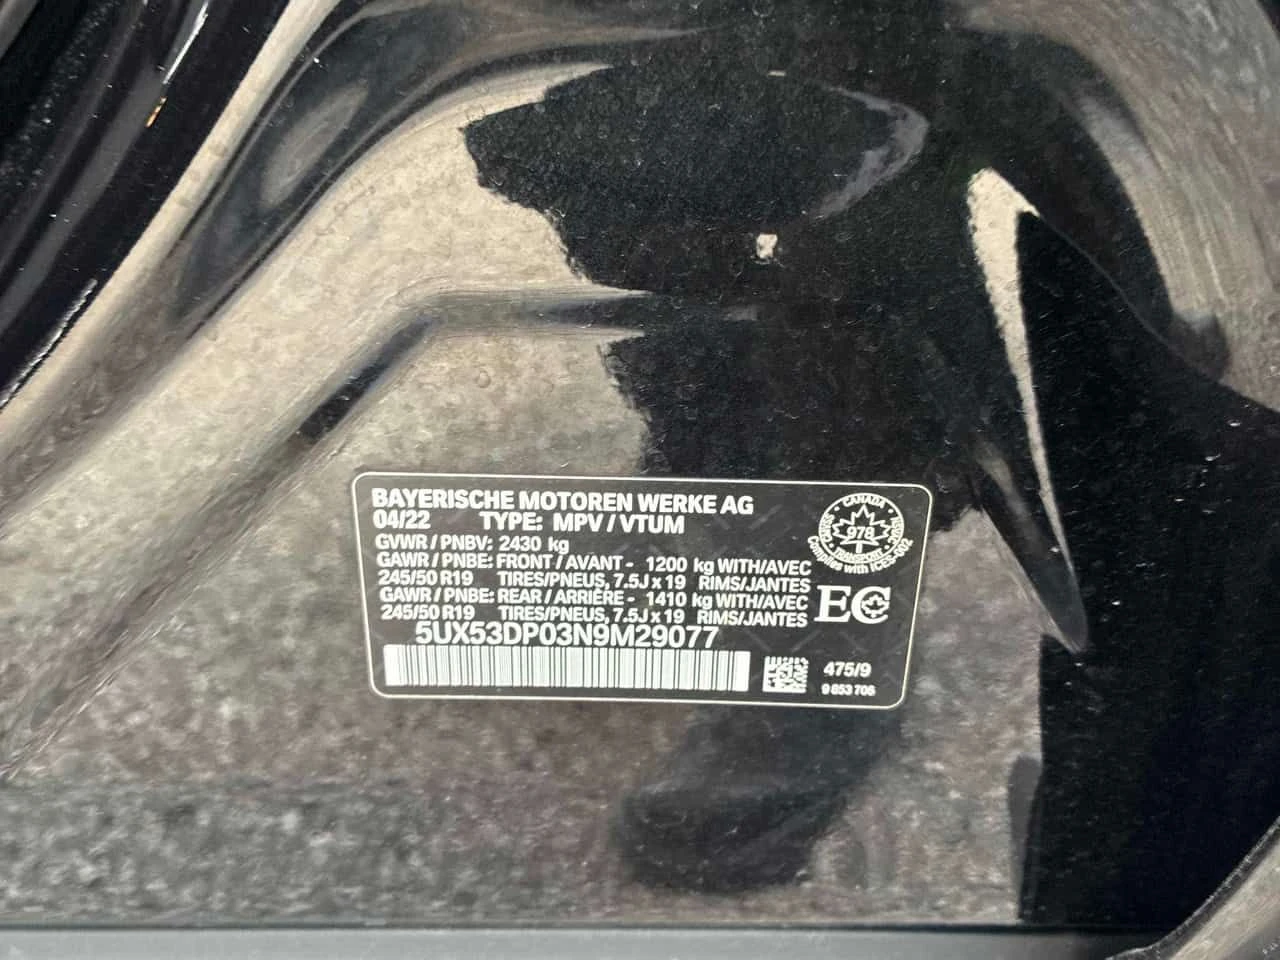 BAYERISCHE MOTOREN WERKE AG
04/22 TYPE: MPV / VTUM
GVWR / PNBV: 2430 kg
GAWR / PNBE: FRONT / AVANT - 1200 kg WITH/AVEC
245/50 R19 TIRES/PNEUS, 7.5J x 19 RIMS/JANTES
GAWR / PNBE: REAR / ARRIÈRE - 1410 kg WITH/AVEC
245/50 R19 TIRES/PNEUS, 7.5J x 19 RIMS/JANTES
5UX53DP03N9M29077
CANADA
978
TRANSPORT
Complies with ICES-002
EC
475/9
9 853 706